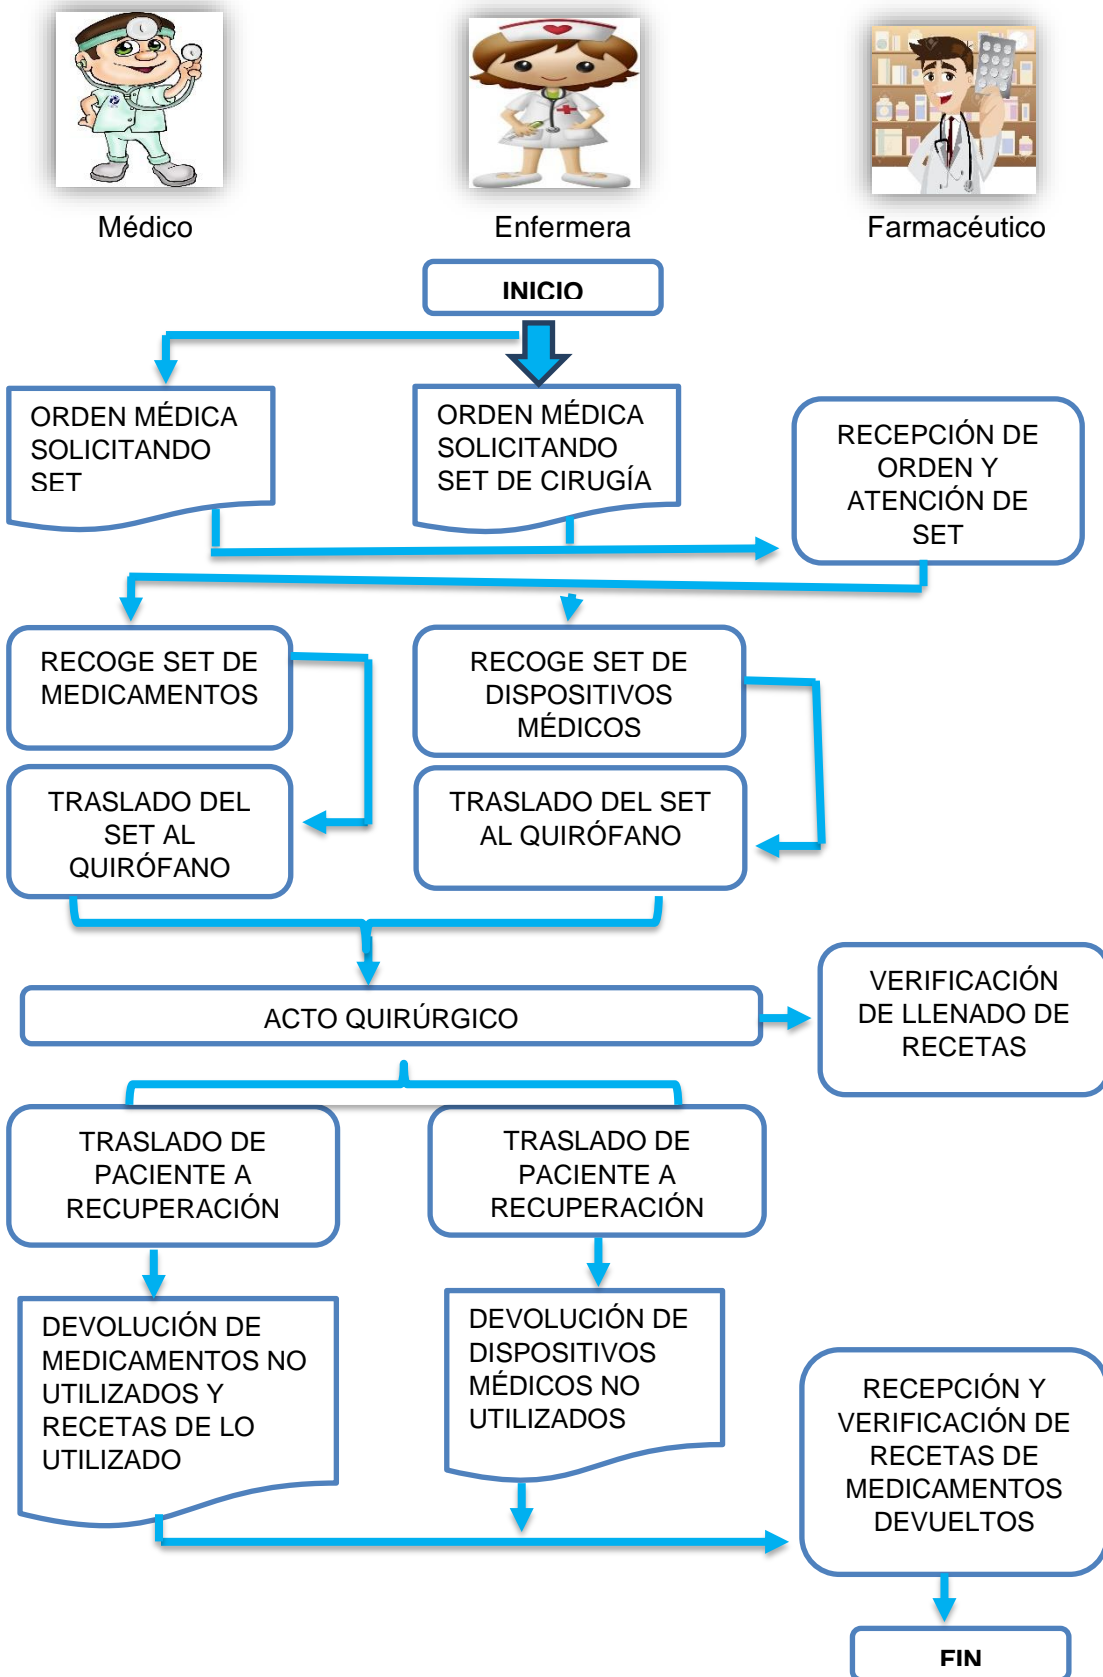 Médico
Enfermera
Farmacéutico
INICIO
ORDEN MÉDICA
SOLICITANDO
SET
ORDEN MÉDICA
SOLICITANDO
SET DE CIRUGÍA
RECEPCIÓN DE
ORDEN Y
ATENCIÓN DE
SET
RECOGE SET DE
MEDICAMENTOS
RECOGE SET DE
DISPOSITIVOS
MÉDICOS
TRASLADO DEL
SET AL
QUIRÓFANO
TRASLADO DEL SET
AL QUIRÓFANO
ACTO QUIRÚRGICO
VERIFICACIÓN
DE LLENADO DE
RECETAS
TRASLADO DE
PACIENTE A
RECUPERACIÓN
TRASLADO DE
PACIENTE A
RECUPERACIÓN
DEVOLUCIÓN DE
MEDICAMENTOS NO
UTILIZADOS Y
RECETAS DE LO
UTILIZADO
DEVOLUCIÓN DE
DISPOSITIVOS
MÉDICOS NO
UTILIZADOS
RECEPCIÓN Y
VERIFICACIÓN DE
RECETAS DE
MEDICAMENTOS
DEVUELTOS
FIN